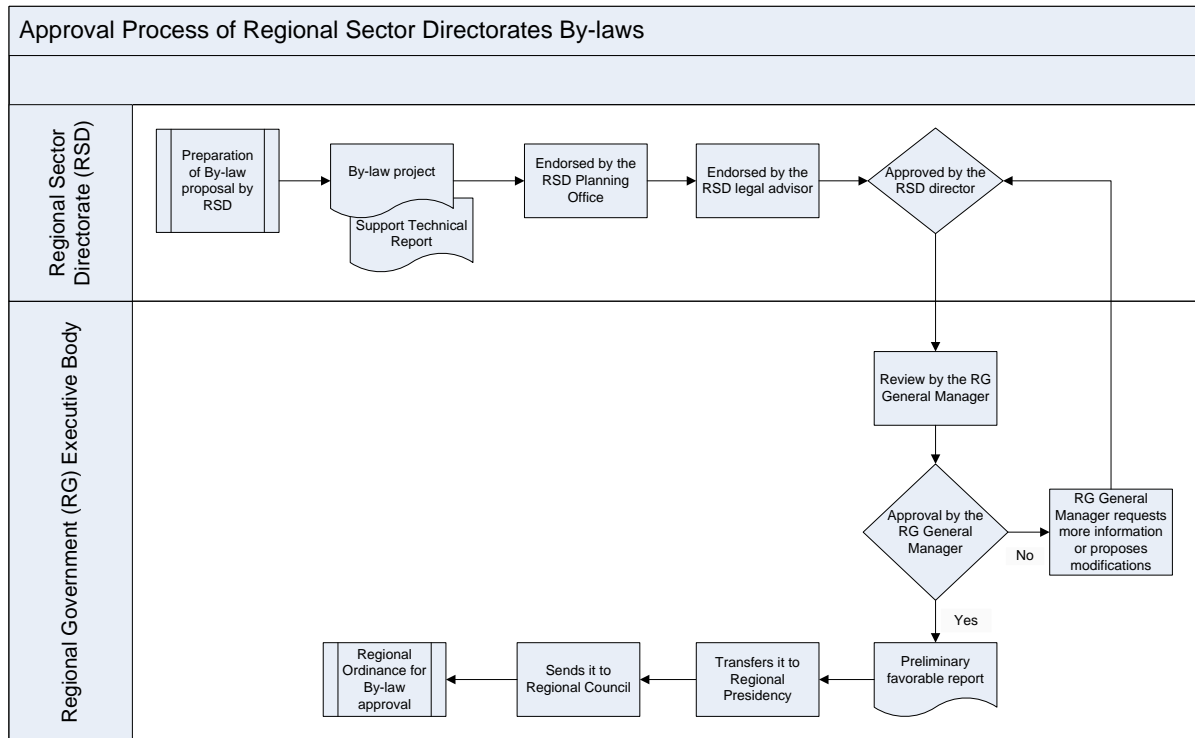 Approval Process of Regional Sector Directorates By-laws
Regional Sector
Directorate (RSD)
Preparation
of By-law
proposal by
RSD
By-law project
Support Technical
Report
Endorsed by the
RSD Planning
Office
Endorsed by the
RSD legal advisor
Approved by the
RSD director
Regional Government (RG) Executive Body
Review by the RG
General Manager
Approval by the
RG General
Manager
No
RG General
Manager requests
more information
or proposes
modifications
Yes
Regional
Ordinance for
By-law
approval
Sends it to
Regional Council
Transfers it to
Regional
Presidency
Preliminary
favorable report